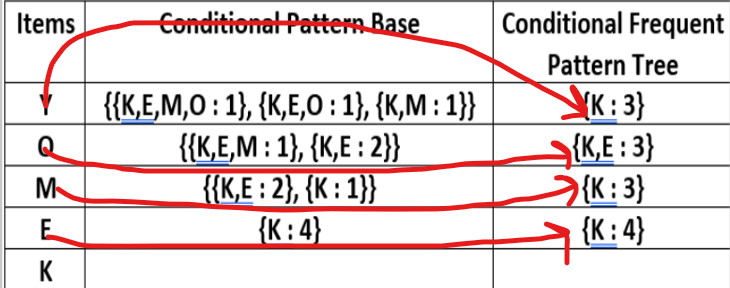 Items Conditional Pattern Base Conditional Frequent
Pattern Tree
Y {{K,E,M,O : 1}, {K,E,O : 1}, {K,M : 1}} {K : 3}
O {{K,E,M : 1}, {K,E : 2}} {K,E : 3}
M {{K,E : 2}, {K : 1}} {K : 3}
E {K : 4} {K : 4}
K